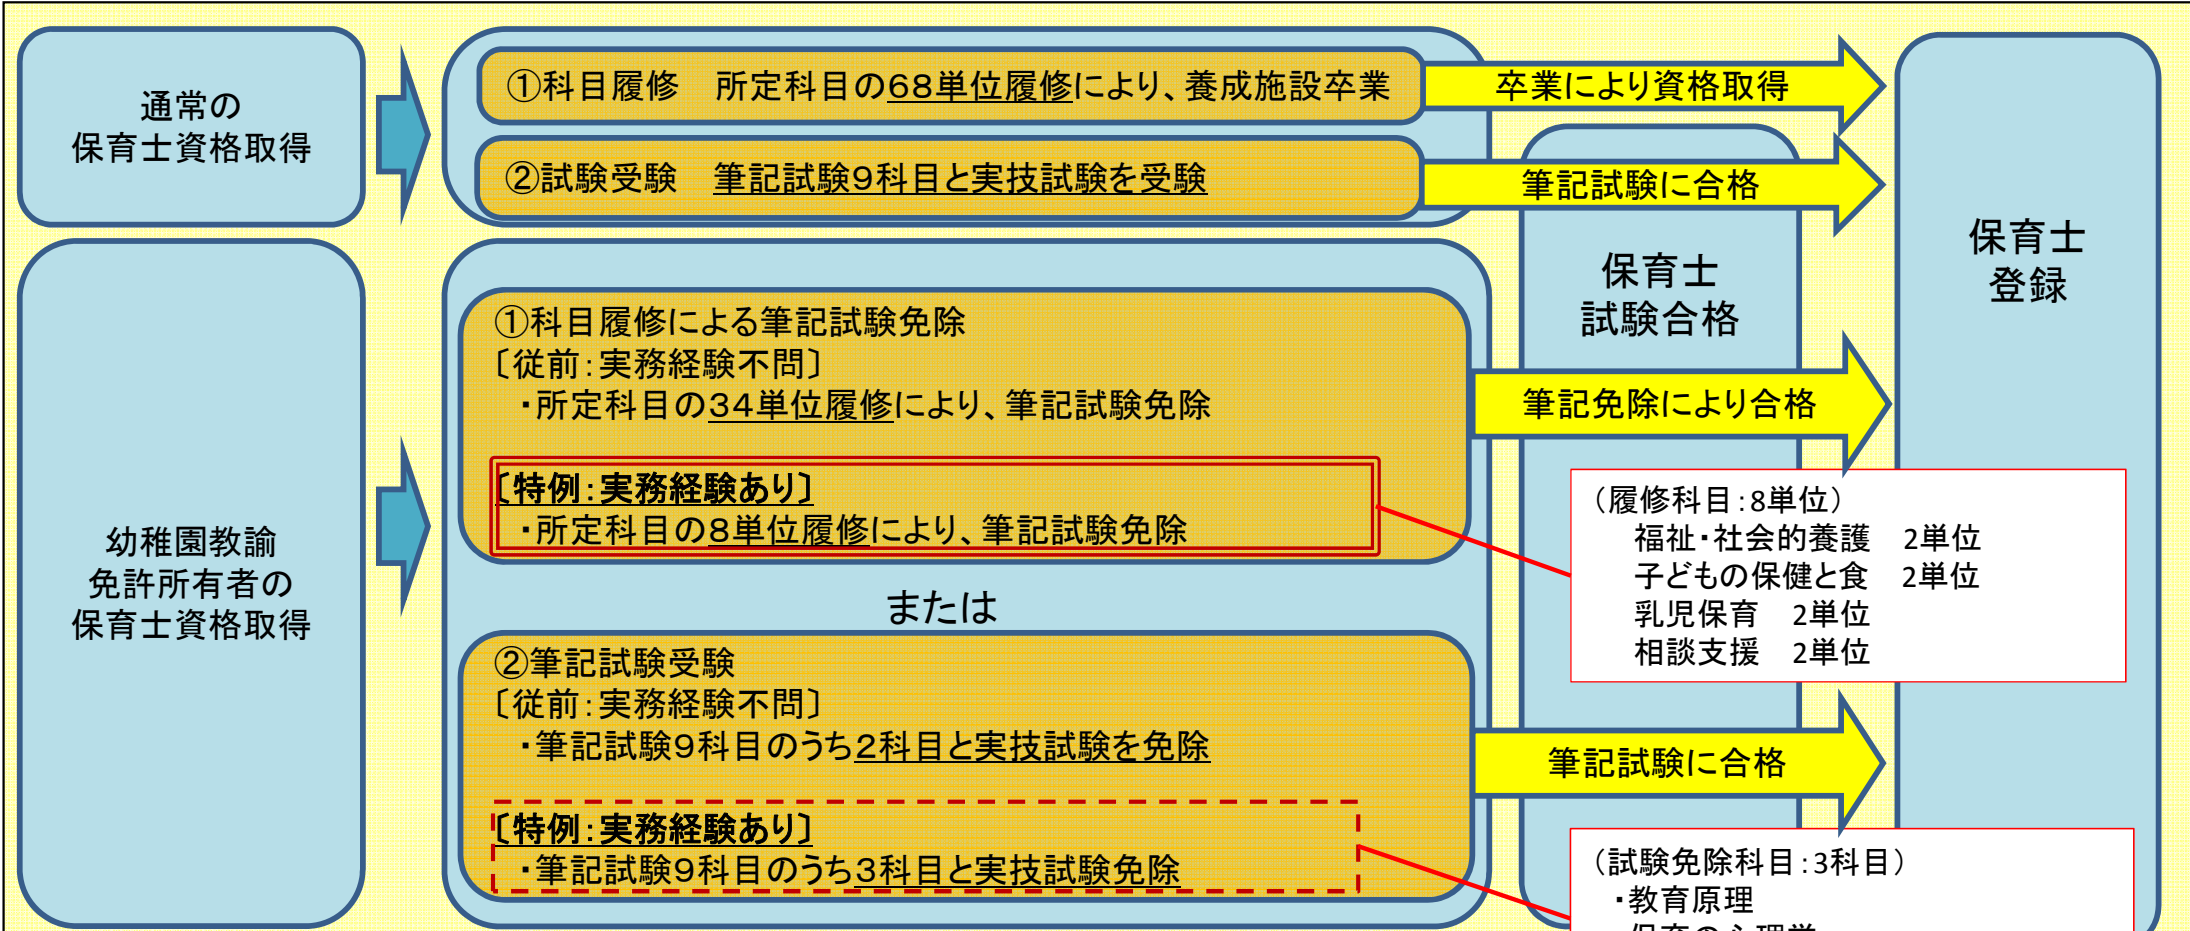 通常の
保育士資格取得
①科目履修　所定科目の68単位履修により、養成施設卒業
卒業により資格取得
②試験受験　筆記試験9科目と実技試験を受験
筆記試験に合格
保育士
試験合格
保育士
登録
幼稚園教諭
免許所有者の
保育士資格取得
①科目履修による筆記試験免除
〔従前：実務経験不問〕
・所定科目の34単位履修により、筆記試験免除
筆記免除により合格
〔特例：実務経験あり〕
・所定科目の8単位履修により、筆記試験免除
（履修科目：8単位）
福祉・社会的養護　2単位
子どもの保健と食　2単位
乳児保育　2単位
相談支援　2単位
または
②筆記試験受験
〔従前：実務経験不問〕
・筆記試験9科目のうち2科目と実技試験を免除
筆記試験に合格
〔特例：実務経験あり〕
・筆記試験9科目のうち3科目と実技試験免除
（試験免除科目：3科目）
・教育原理